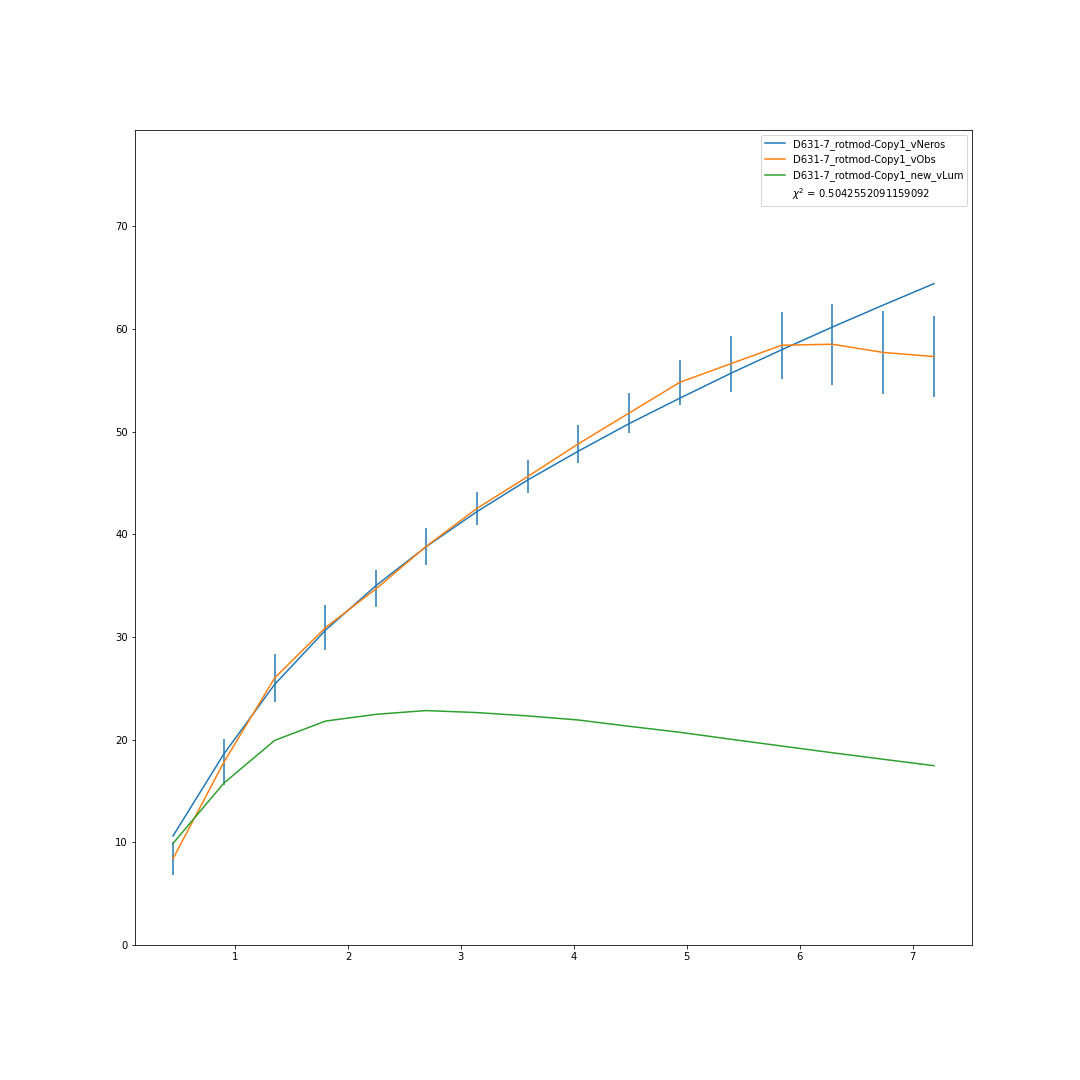 D631-7_rotmod-Copy1_vNeros
D631-7_rotmod-Copy1_vObs
D631-7_rotmod-Copy1_new_vLum
χ² = 0.5042552091159092
70
60
50
40
30
20
10
0
1 2 3 4 5 6 7